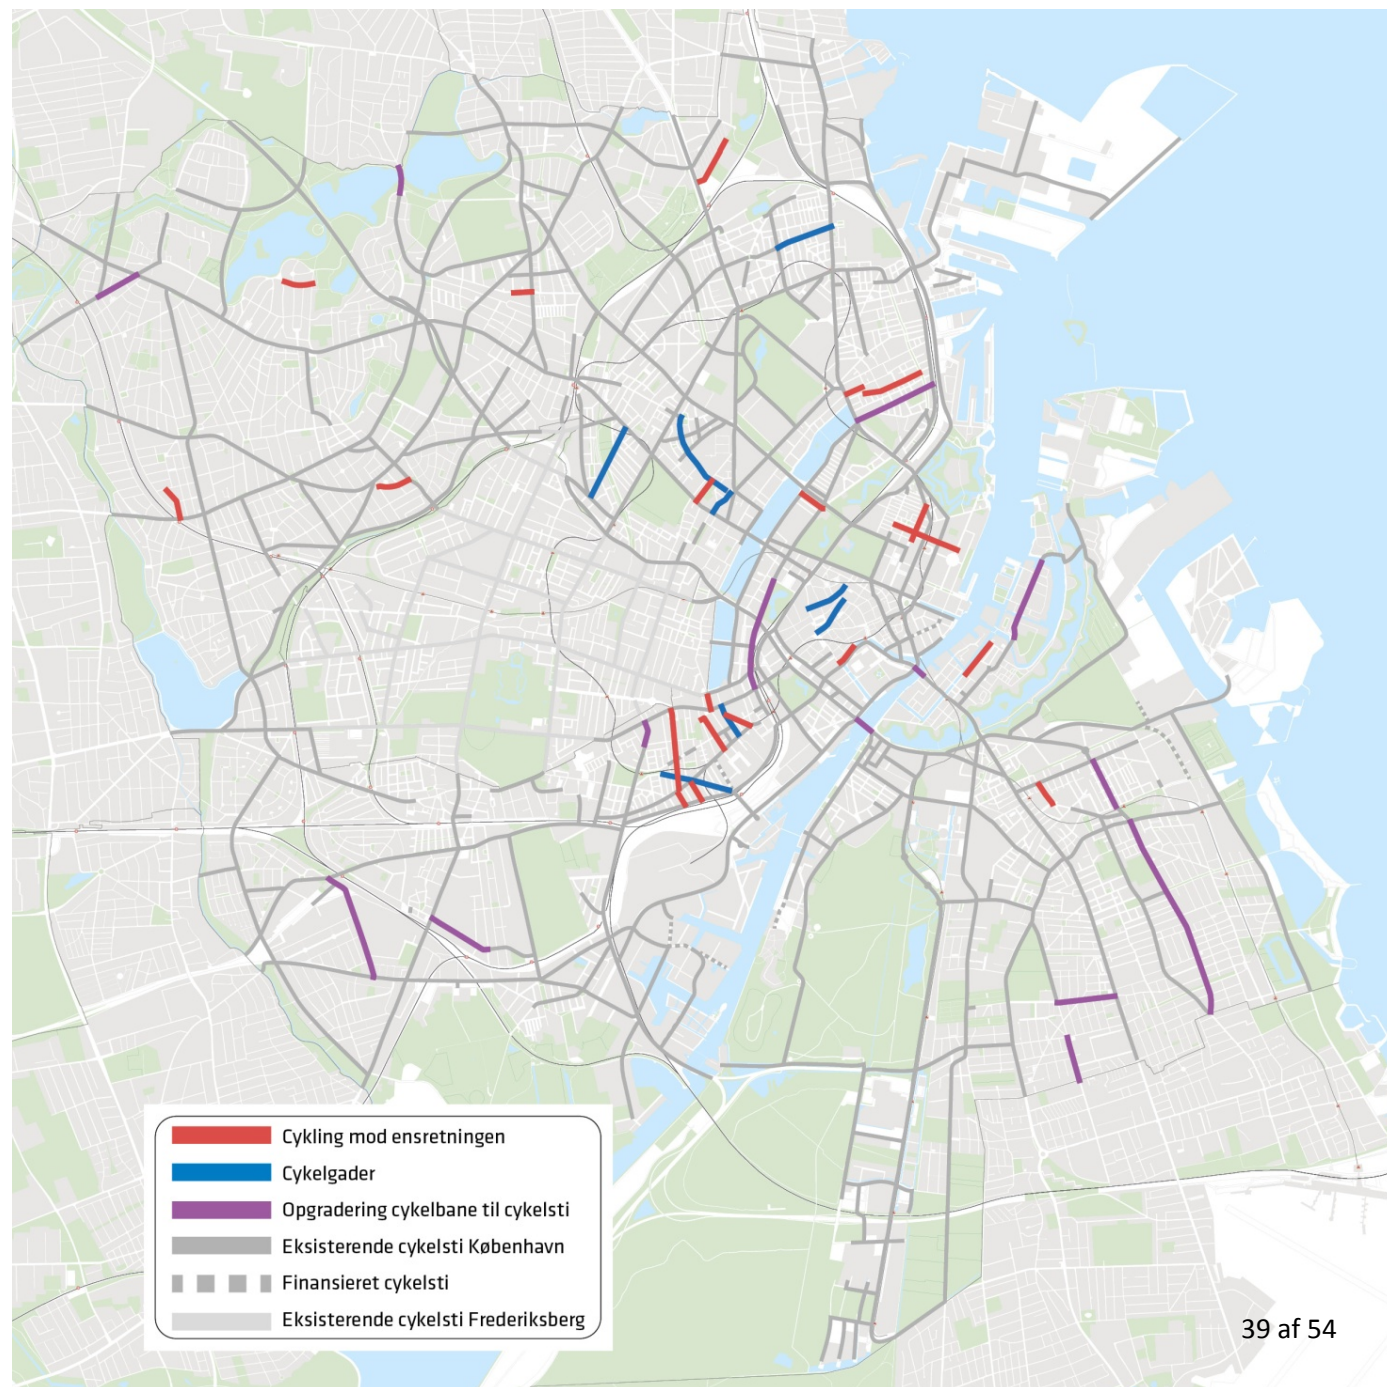 Cykling mod ensretningen
Cykelgader
Opgradering cykelbane til cykelsti
Eksisterende cykelsti København
Finansieret cykelsti
Eksisterende cykelsti Frederiksberg
39 af 54